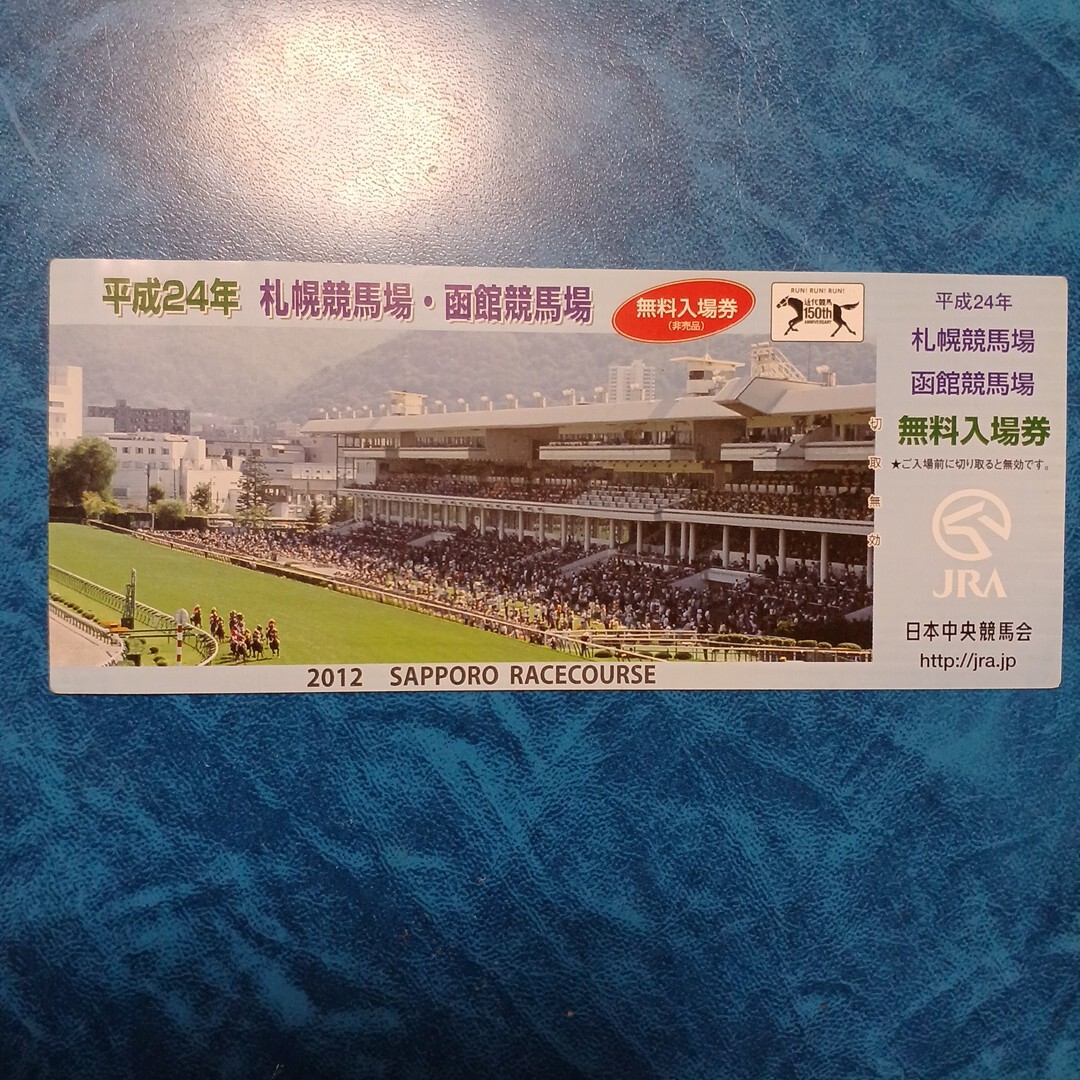 平成24年 札幌競馬場・函館競馬場
無料入場券
(非売品)
RUN! RUN! RUN!
近代競馬
150th
ANNIVERSARY
2012 SAPPORO RACECOURSE
切取無効
平成24年
札幌競馬場
函館競馬場
無料入場券
★ご入場前に切り取ると無効です。
JRA
日本中央競馬会
http://jra.jp